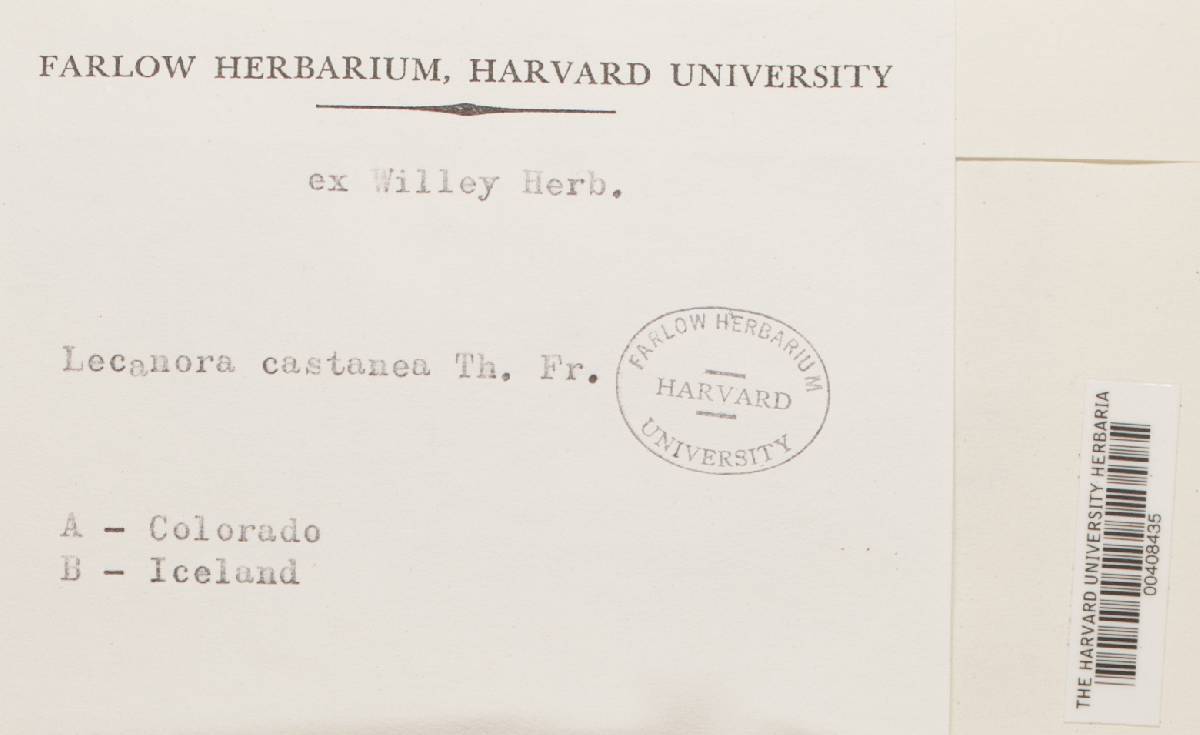 FARLOW HERBARIUM, HARVARD UNIVERSITY
ex Willey Herb.
Lecanora castanea Th. Fr.
FARLOW HERBARIUM
HARVARD
UNIVERSITY
A - Colorado
B - Iceland
THE HARVARD UNIVERSITY HERBARIA
00408435